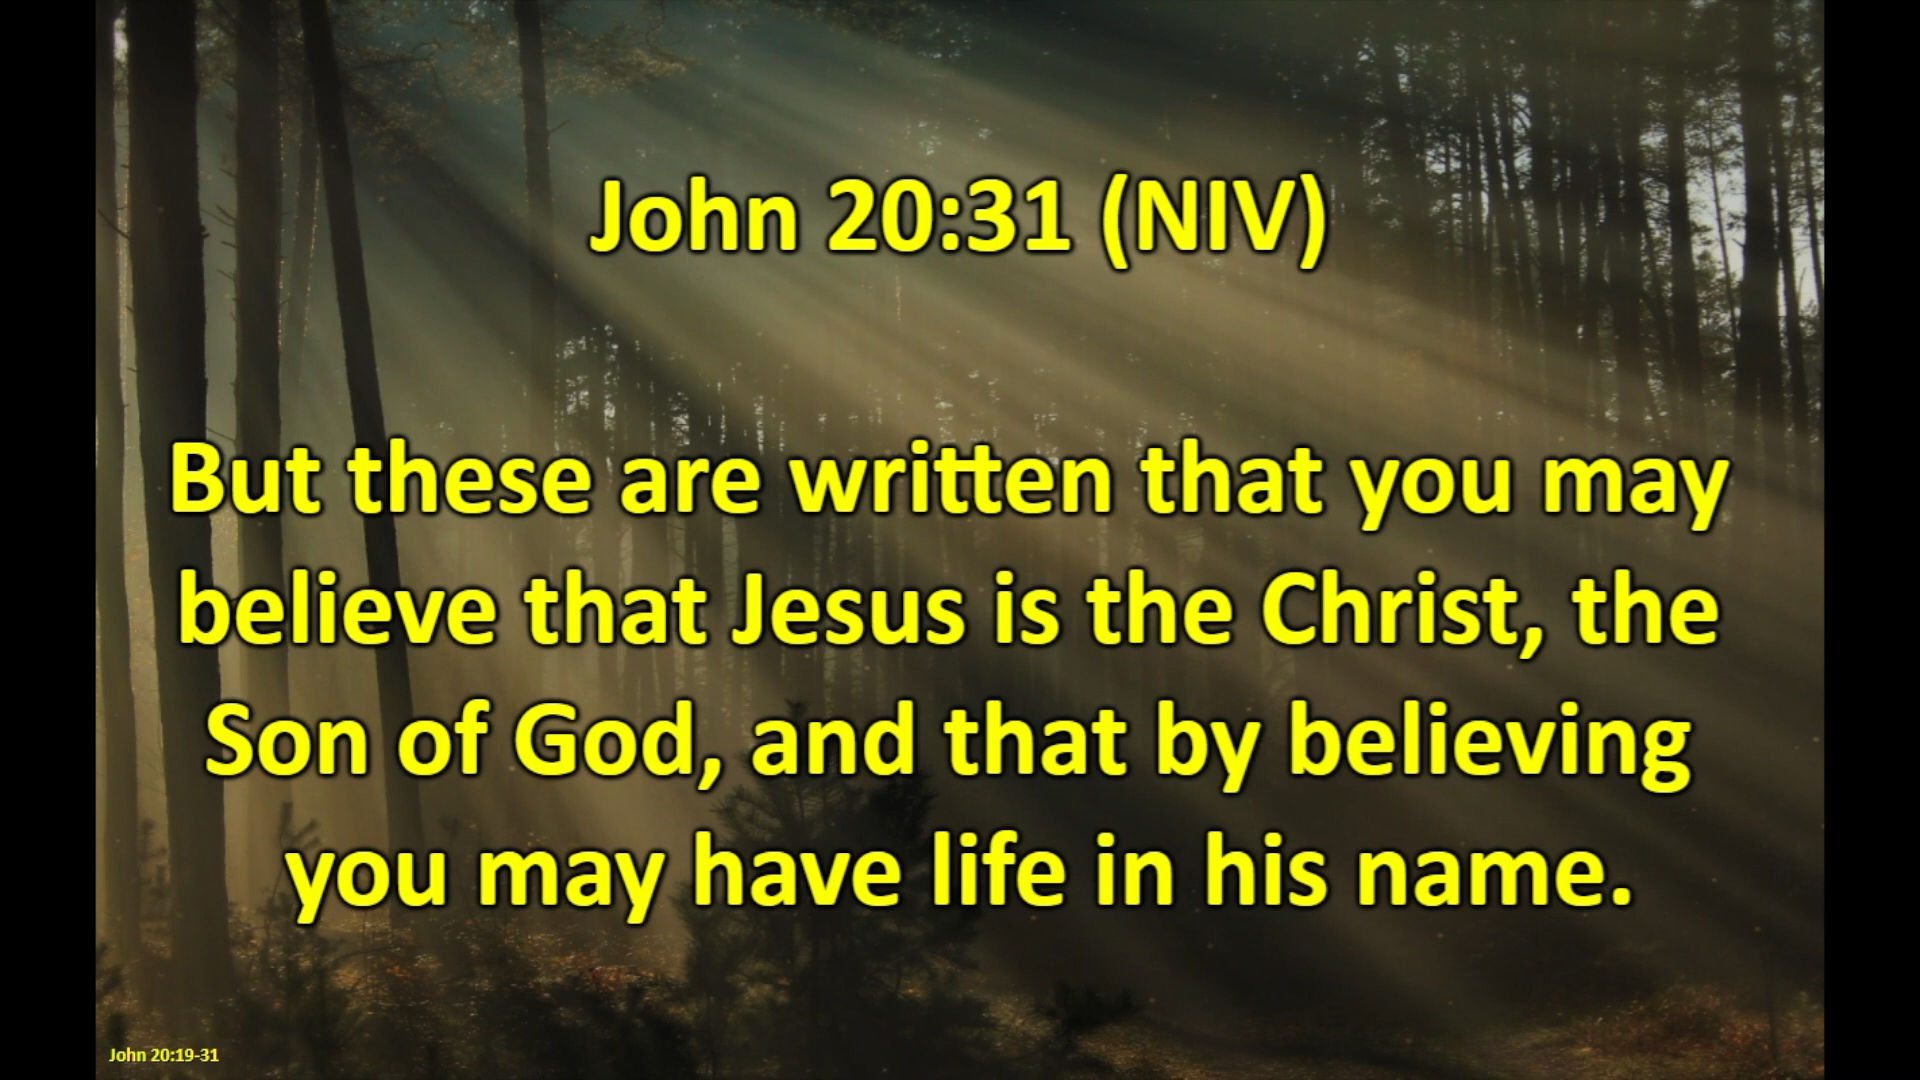 John 20:31 (NIV)
But these are written that you may
believe that Jesus is the Christ, the
Son of God, and that by believing
you may have life in his name.
John 20:19-31